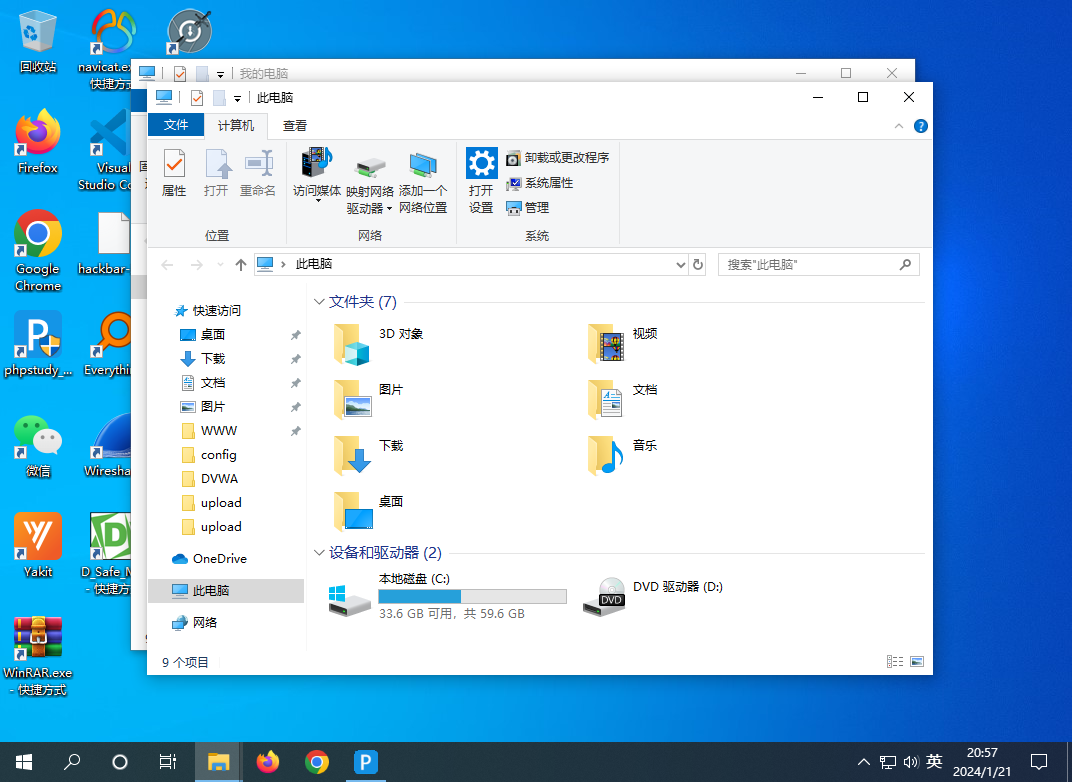 回收站
navicat.ex
快捷方式
Firefox
Visual
Studio Co
Google
Chrome
hackbar-
phpstudy_...
Everythi
微信
Wiresha
Yakit
D_Safe_M
- 快捷方
WinRAR.exe
- 快捷方式
我的电脑
此电脑
文件
计算机
查看
属性
打开
重命名
位置
访问媒体
映射网络
驱动器
添加一个
网络位置
网络
打开
设置
卸载或更改程序
系统属性
管理
系统
此电脑
搜索"此电脑"
快速访问
桌面
下载
文档
图片
WWW
config
DVWA
upload
upload
OneDrive
此电脑
网络
文件夹 (7)
3D 对象
视频
图片
文档
下载
音乐
桌面
设备和驱动器 (2)
本地磁盘 (C:)
33.6 GB 可用，共 59.6 GB
DVD
DVD 驱动器 (D:)
9 个项目
英
20:57
2024/1/21